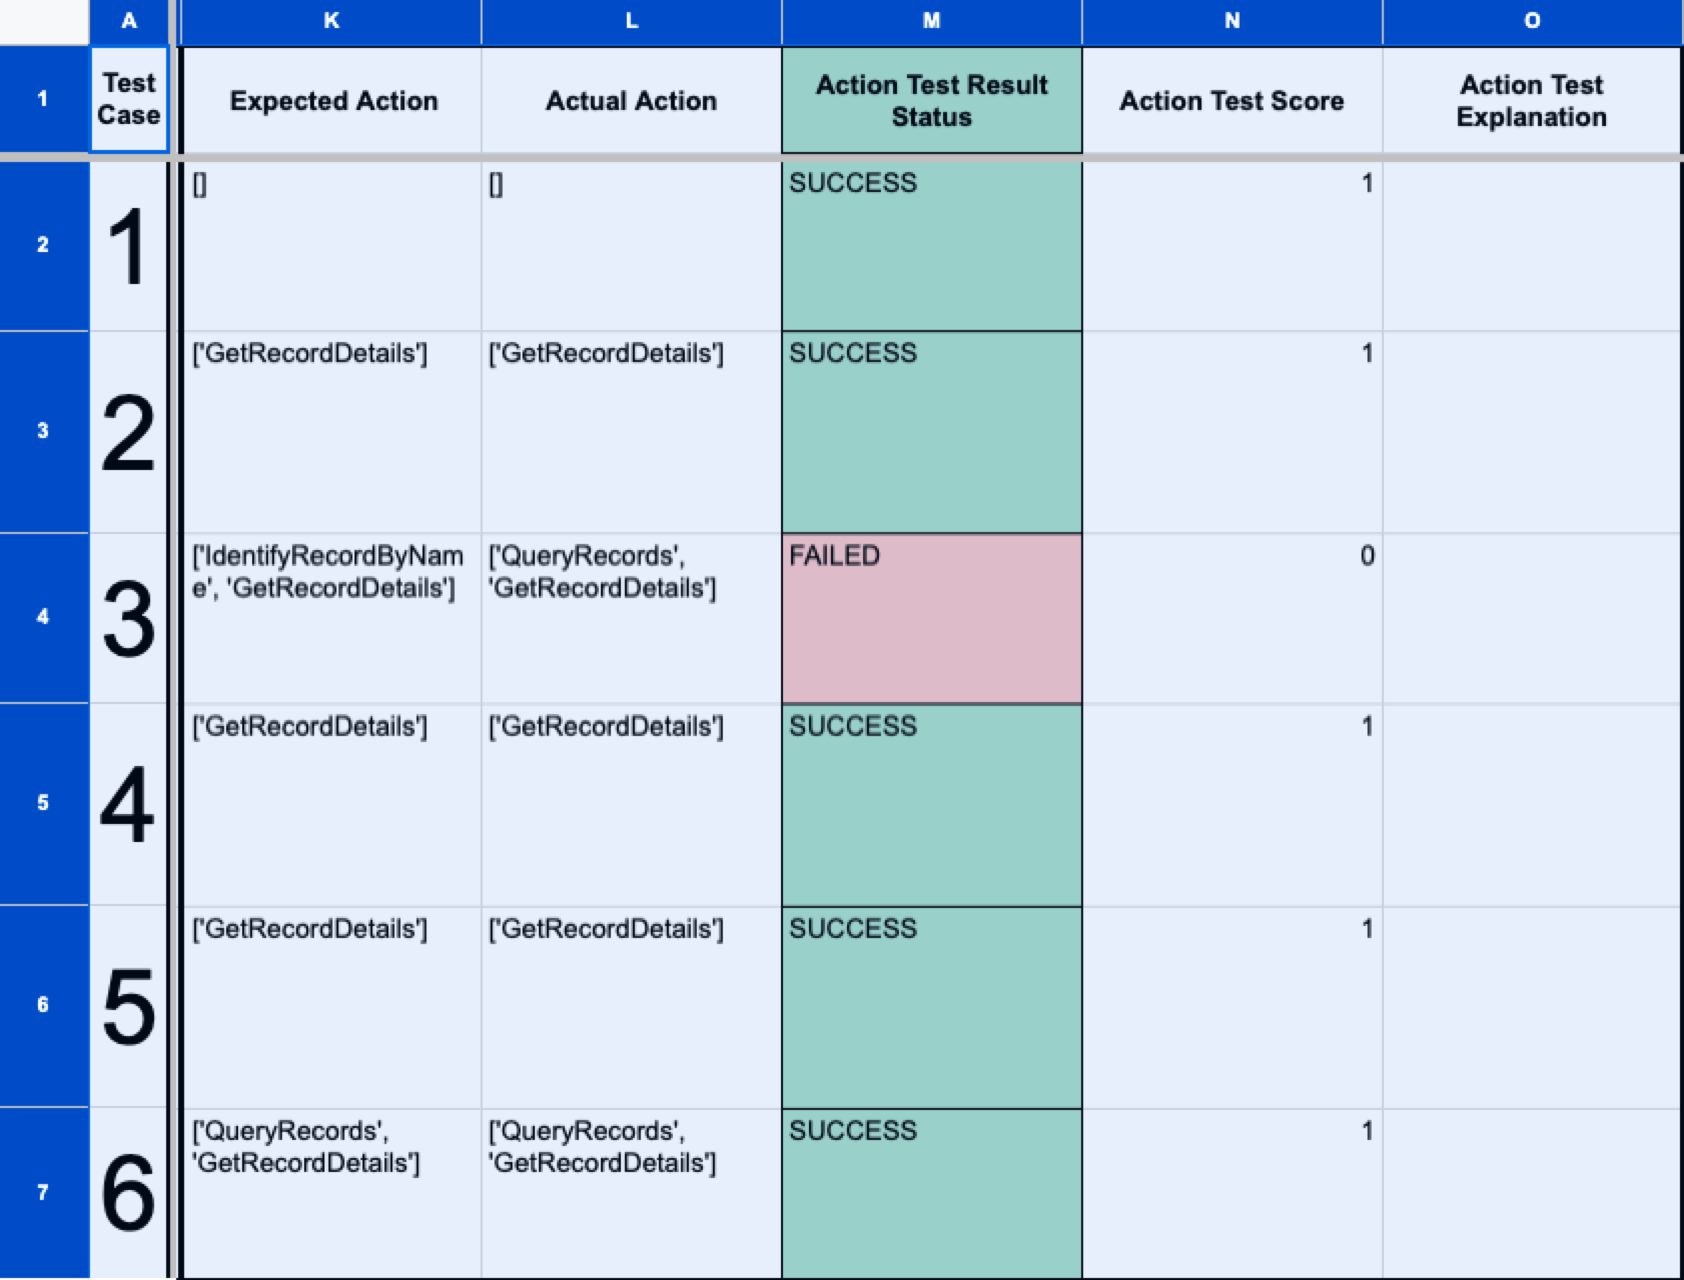 A K L M N O
1 Test Case Expected Action Actual Action Action Test Result Status Action Test Score Action Test Explanation
2 1 [] [] SUCCESS 1
3 2 ['GetRecordDetails'] ['GetRecordDetails'] SUCCESS 1
4 3 ['IdentifyRecordByNam ['QueryRecords', FAILED 0
e', 'GetRecordDetails'] 'GetRecordDetails']
5 4 ['GetRecordDetails'] ['GetRecordDetails'] SUCCESS 1
6 5 ['GetRecordDetails'] ['GetRecordDetails'] SUCCESS 1
7 6 ['QueryRecords', ['QueryRecords', SUCCESS 1
'GetRecordDetails'] 'GetRecordDetails']